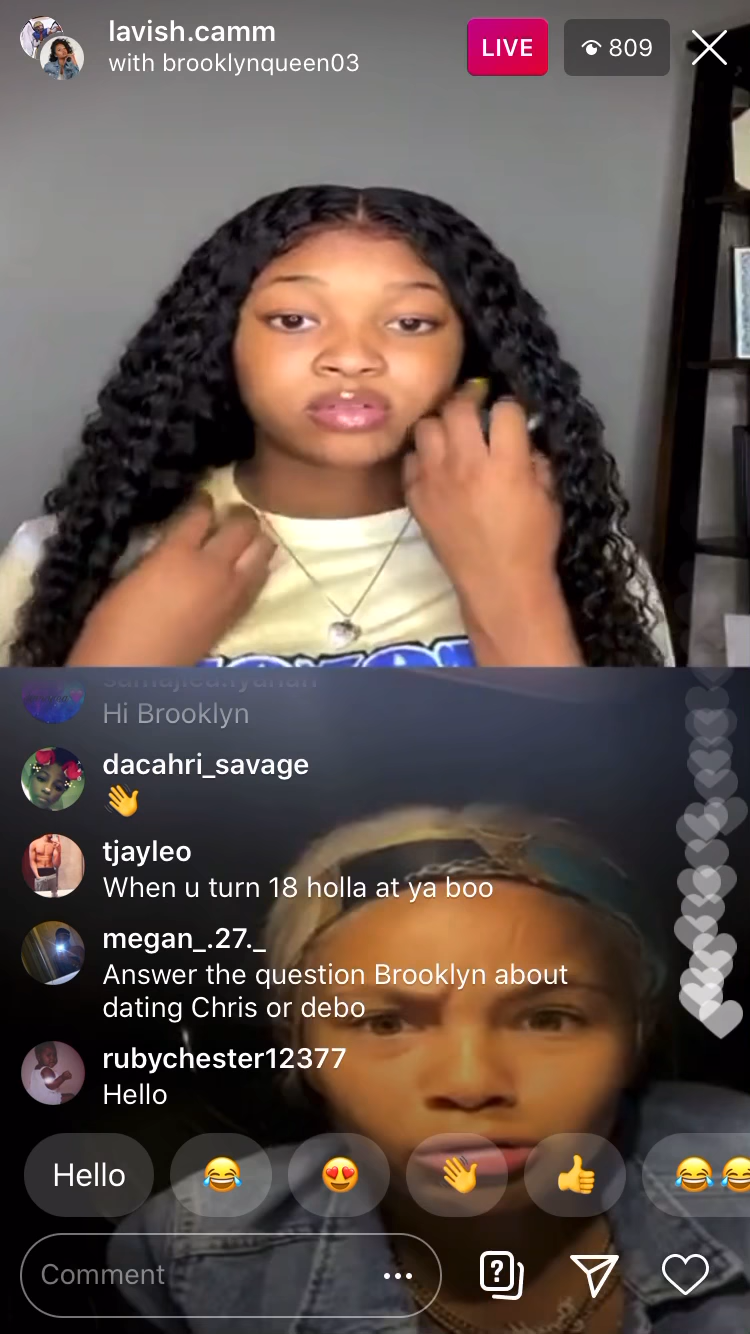 lavish.camm
with brooklynqueen03
LIVE
809
Hi Brooklyn
dacahri_savage
👋
tjayleo
When u turn 18 holla at ya boo
megan_.27._
Answer the question Brooklyn about
dating Chris or debo
rubychester12377
Hello
Hello 😂 😍 👋 👍 😂😂
Comment